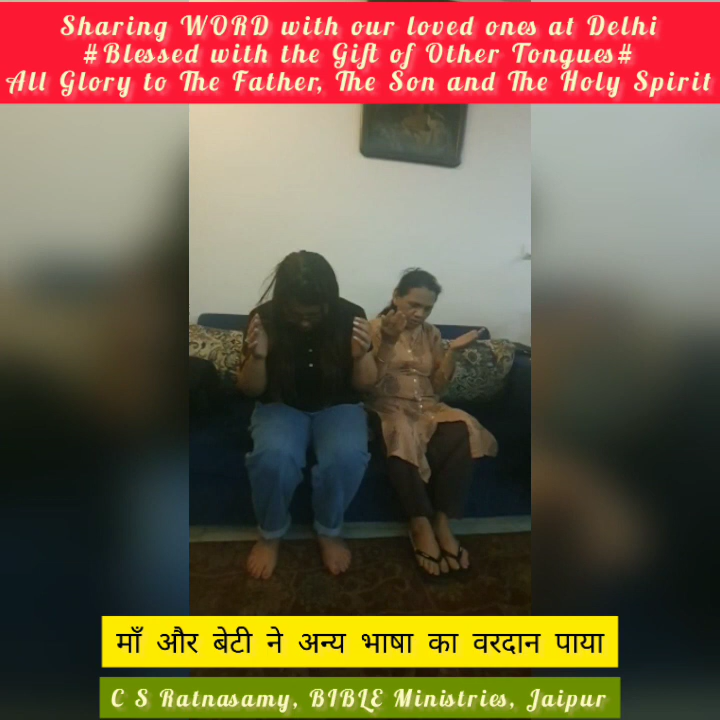 Sharing WORD with our loved ones at Delhi
#Blessed with the Gift of Other Tongues#
All Glory to The Father, The Son and The Holy Spirit
माँ और बेटी ने अन्य भाषा का वरदान पाया
C S Ratnasamy, BIBLE Ministries, Jaipur